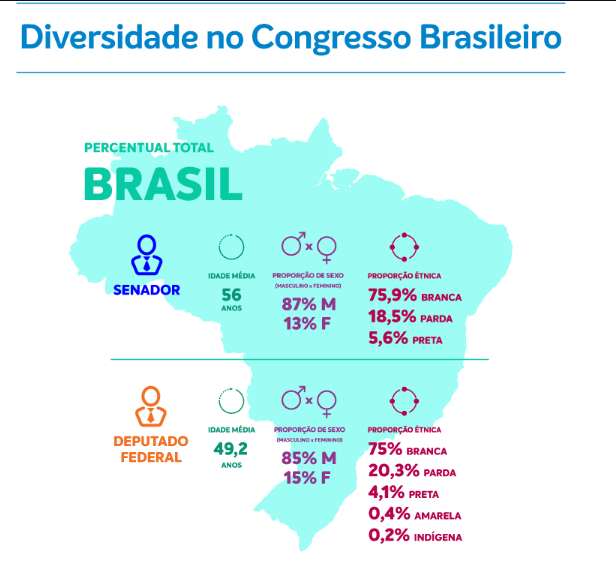 Diversidade no Congresso Brasileiro
PERCENTUAL TOTAL
BRASIL
SENADOR
IDADE MÉDIA
56
ANOS
x
PROPORÇÃO DE SEXO
(MASCULINO x FEMININO)
87% M
13% F
PROPORÇÃO ÉTNICA
75,9% BRANCA
18,5% PARDA
5,6% PRETA
DEPUTADO
FEDERAL
IDADE MÉDIA
49,2
ANOS
x
PROPORÇÃO DE SEXO
(MASCULINO x FEMININO)
85% M
15% F
PROPORÇÃO ÉTNICA
75% BRANCA
20,3% PARDA
4,1% PRETA
0,4% AMARELA
0,2% INDÍGENA